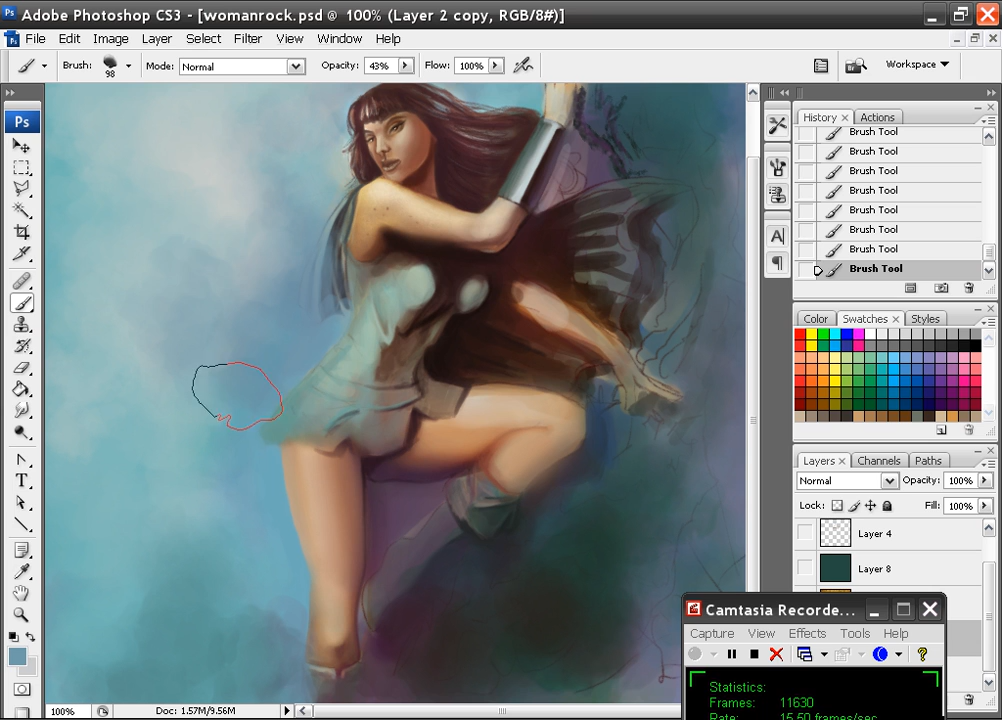 Ps Adobe Photoshop CS3 - [womanrock.psd @ 100% (Layer 2 copy, RGB/8#)]
Ps File Edit Image Layer Select Filter View Window Help
Brush: 98 Mode: Normal Opacity: 43% Flow: 100% Workspace
Ps
History Actions
Brush Tool
Brush Tool
Brush Tool
Brush Tool
Brush Tool
Brush Tool
Brush Tool
Brush Tool
A
T
Color Swatches Styles
Layers Channels Paths
Normal Opacity: 100%
Lock: Fill: 100%
Layer 4
Layer 8
Camtasia Recorde...
Capture View Effects Tools Help
Statistics:
Frames: 11630
Rate: 15.50 frames/sec
100% Doc: 1.57M/9.56M